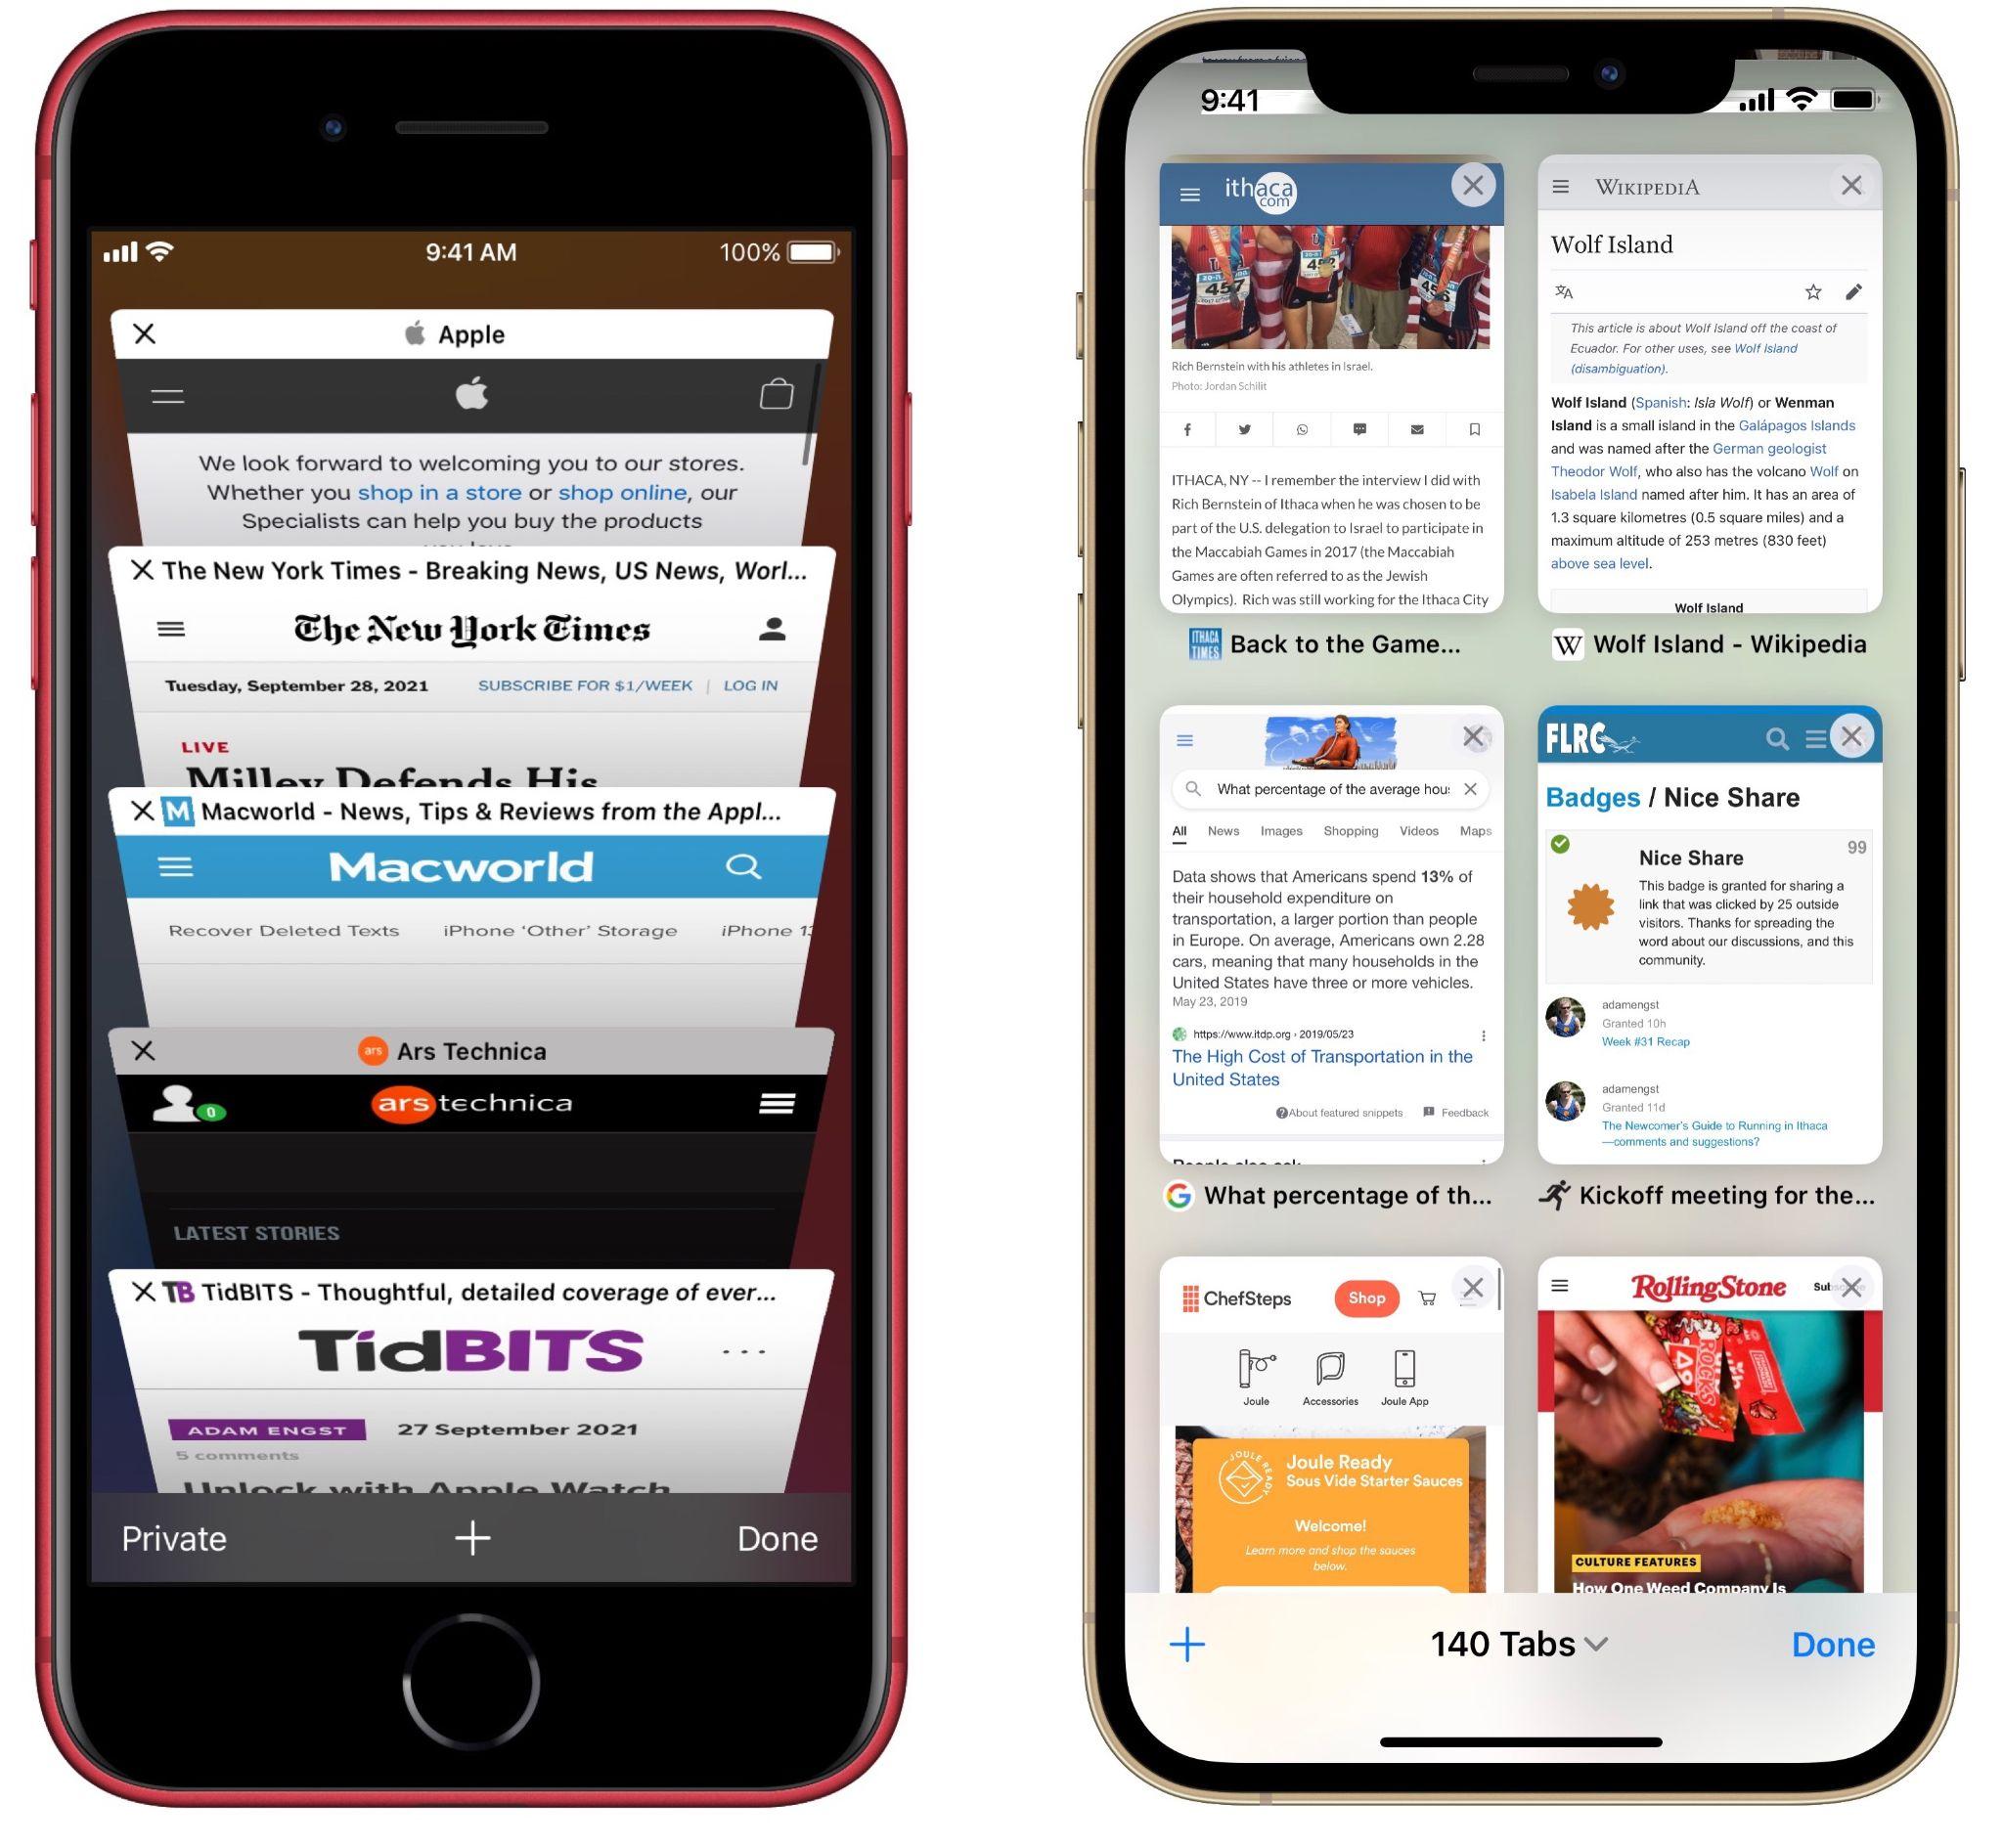 9:41 AM
100%
Apple
We look forward to welcoming you to our stores.
Whether you shop in a store or shop online, our
Specialists can help you buy the products
The New York Times - Breaking News, US News, Worl...
The New York Times
Tuesday, September 28, 2021 SUBSCRIBE FOR $1/WEEK | LOG IN
LIVE
Milley Defends His
M Macworld - News, Tips & Reviews from the Appl...
Macworld
Recover Deleted Texts iPhone ‘Other’ Storage iPhone 13
ars Ars Technica
0 ars technica
LATEST STORIES
TB TidBITS - Thoughtful, detailed coverage of ever...
TidBITS
ADAM ENGST 27 September 2021
5 comments
Unlock with Apple Watch
Private + Done
9:41
ithaca
com
457
Rich Bernstein with his athletes in Israel.
Photo: Jordan Schilit
ITHACA, NY -- I remember the interview I did with
Rich Bernstein of Ithaca when he was chosen to be
part of the U.S. delegation to Israel to participate in
the Maccabiah Games in 2017 (the Maccabiah
Games are often referred to as the Jewish
Olympics). Rich was still working for the Ithaca City
ITHACA
TIMES
Back to the Game...
WIKIPEDIA
Wolf Island
This article is about Wolf Island off the coast of
Ecuador. For other uses, see Wolf Island
(disambiguation).
Wolf Island (Spanish: Isla Wolf) or Wenman
Island is a small island in the Galápagos Islands
and was named after the German geologist
Theodor Wolf, who also has the volcano Wolf on
Isabela Island named after him. It has an area of
1.3 square kilometres (0.5 square miles) and a
maximum altitude of 253 metres (830 feet)
above sea level.
Wolf Island
W Wolf Island - Wikipedia
What percentage of the average hou
All News Images Shopping Videos Maps
Data shows that Americans spend 13% of
their household expenditure on
transportation, a larger portion than people
in Europe. On average, Americans own 2.28
cars, meaning that many households in the
United States have three or more vehicles.
May 23, 2019
https://www.itdp.org › 2019/05/23
The High Cost of Transportation in the
United States
About featured snippets Feedback
People also ask
G What percentage of th...
FLRC
Badges / Nice Share
Nice Share 99
This badge is granted for sharing a
link that was clicked by 25 outside
visitors. Thanks for spreading the
word about our discussions, and this
community.
adamengst
Granted 10h
Week #31 Recap
adamengst
Granted 11d
The Newcomer's Guide to Running in Ithaca
—comments and suggestions?
Kickoff meeting for the...
ChefSteps Shop
Joule Accessories Joule App
JOULE READY
Joule Ready
Sous Vide Starter Sauces
Welcome!
Learn more and shop the sauces
below.
RollingStone
ROCKS
CULTURE FEATURES
How One Weed Company Is
+ 140 Tabs Done